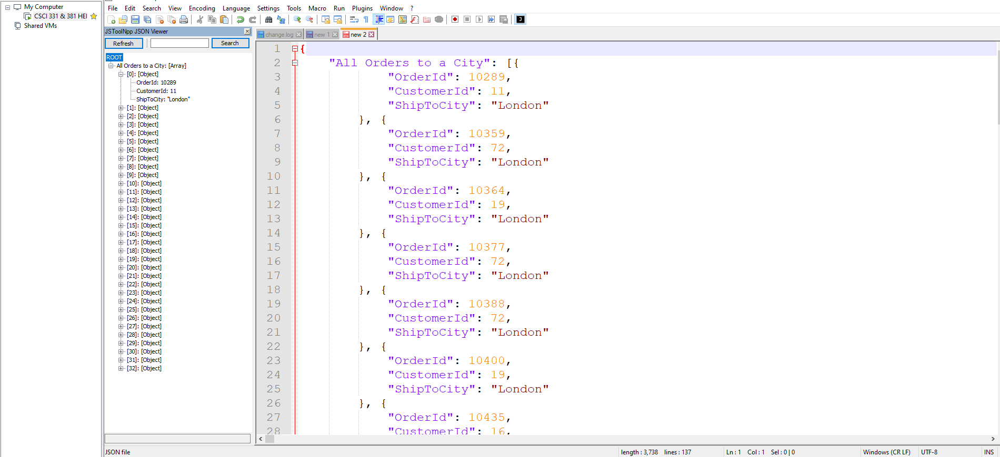 My Computer
CSCI 331 & 381 HEI
Shared VMs
File Edit Search View Encoding Language Settings Tools Macro Run Plugins Window ?
JSToolNpp JSON Viewer
Refresh Search
ROOT
All Orders to a City: [Array]
[0]: [Object]
OrderId: 10289
CustomerId: 11
ShipToCity: "London"
[1]: [Object]
[2]: [Object]
[3]: [Object]
[4]: [Object]
[5]: [Object]
[6]: [Object]
[7]: [Object]
[8]: [Object]
[9]: [Object]
[10]: [Object]
[11]: [Object]
[12]: [Object]
[13]: [Object]
[14]: [Object]
[15]: [Object]
[16]: [Object]
[17]: [Object]
[18]: [Object]
[19]: [Object]
[20]: [Object]
[21]: [Object]
[22]: [Object]
[23]: [Object]
[24]: [Object]
[25]: [Object]
[26]: [Object]
[27]: [Object]
[28]: [Object]
[29]: [Object]
[30]: [Object]
[31]: [Object]
[32]: [Object]
change.log new 1 new 2
1 {
2 "All Orders to a City": [{
3 "OrderId": 10289,
4 "CustomerId": 11,
5 "ShipToCity": "London"
6 }, {
7 "OrderId": 10359,
8 "CustomerId": 72,
9 "ShipToCity": "London"
10 }, {
11 "OrderId": 10364,
12 "CustomerId": 19,
13 "ShipToCity": "London"
14 }, {
15 "OrderId": 10377,
16 "CustomerId": 72,
17 "ShipToCity": "London"
18 }, {
19 "OrderId": 10388,
20 "CustomerId": 72,
21 "ShipToCity": "London"
22 }, {
23 "OrderId": 10400,
24 "CustomerId": 19,
25 "ShipToCity": "London"
26 }, {
27 "OrderId": 10435,
28 "CustomerId": 16,
JSON file length : 3,738 lines : 137 Ln : 1 Col : 1 Sel : 0 | 0 Windows (CR LF) UTF-8 INS